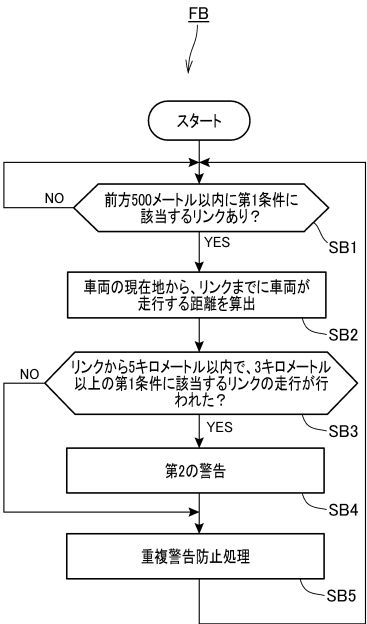 FB
スタート
前方500メートル以内に第1条件に
該当するリンクあり？
NO
YES
SB1
車両の現在地から、リンクまでに車両が
走行する距離を算出
SB2
リンクから5キロメートル以内で、3キロメートル
以上の第1条件に該当するリンクの走行が行
われた？
NO
YES
SB3
第2の警告
SB4
重複警告防止処理
SB5